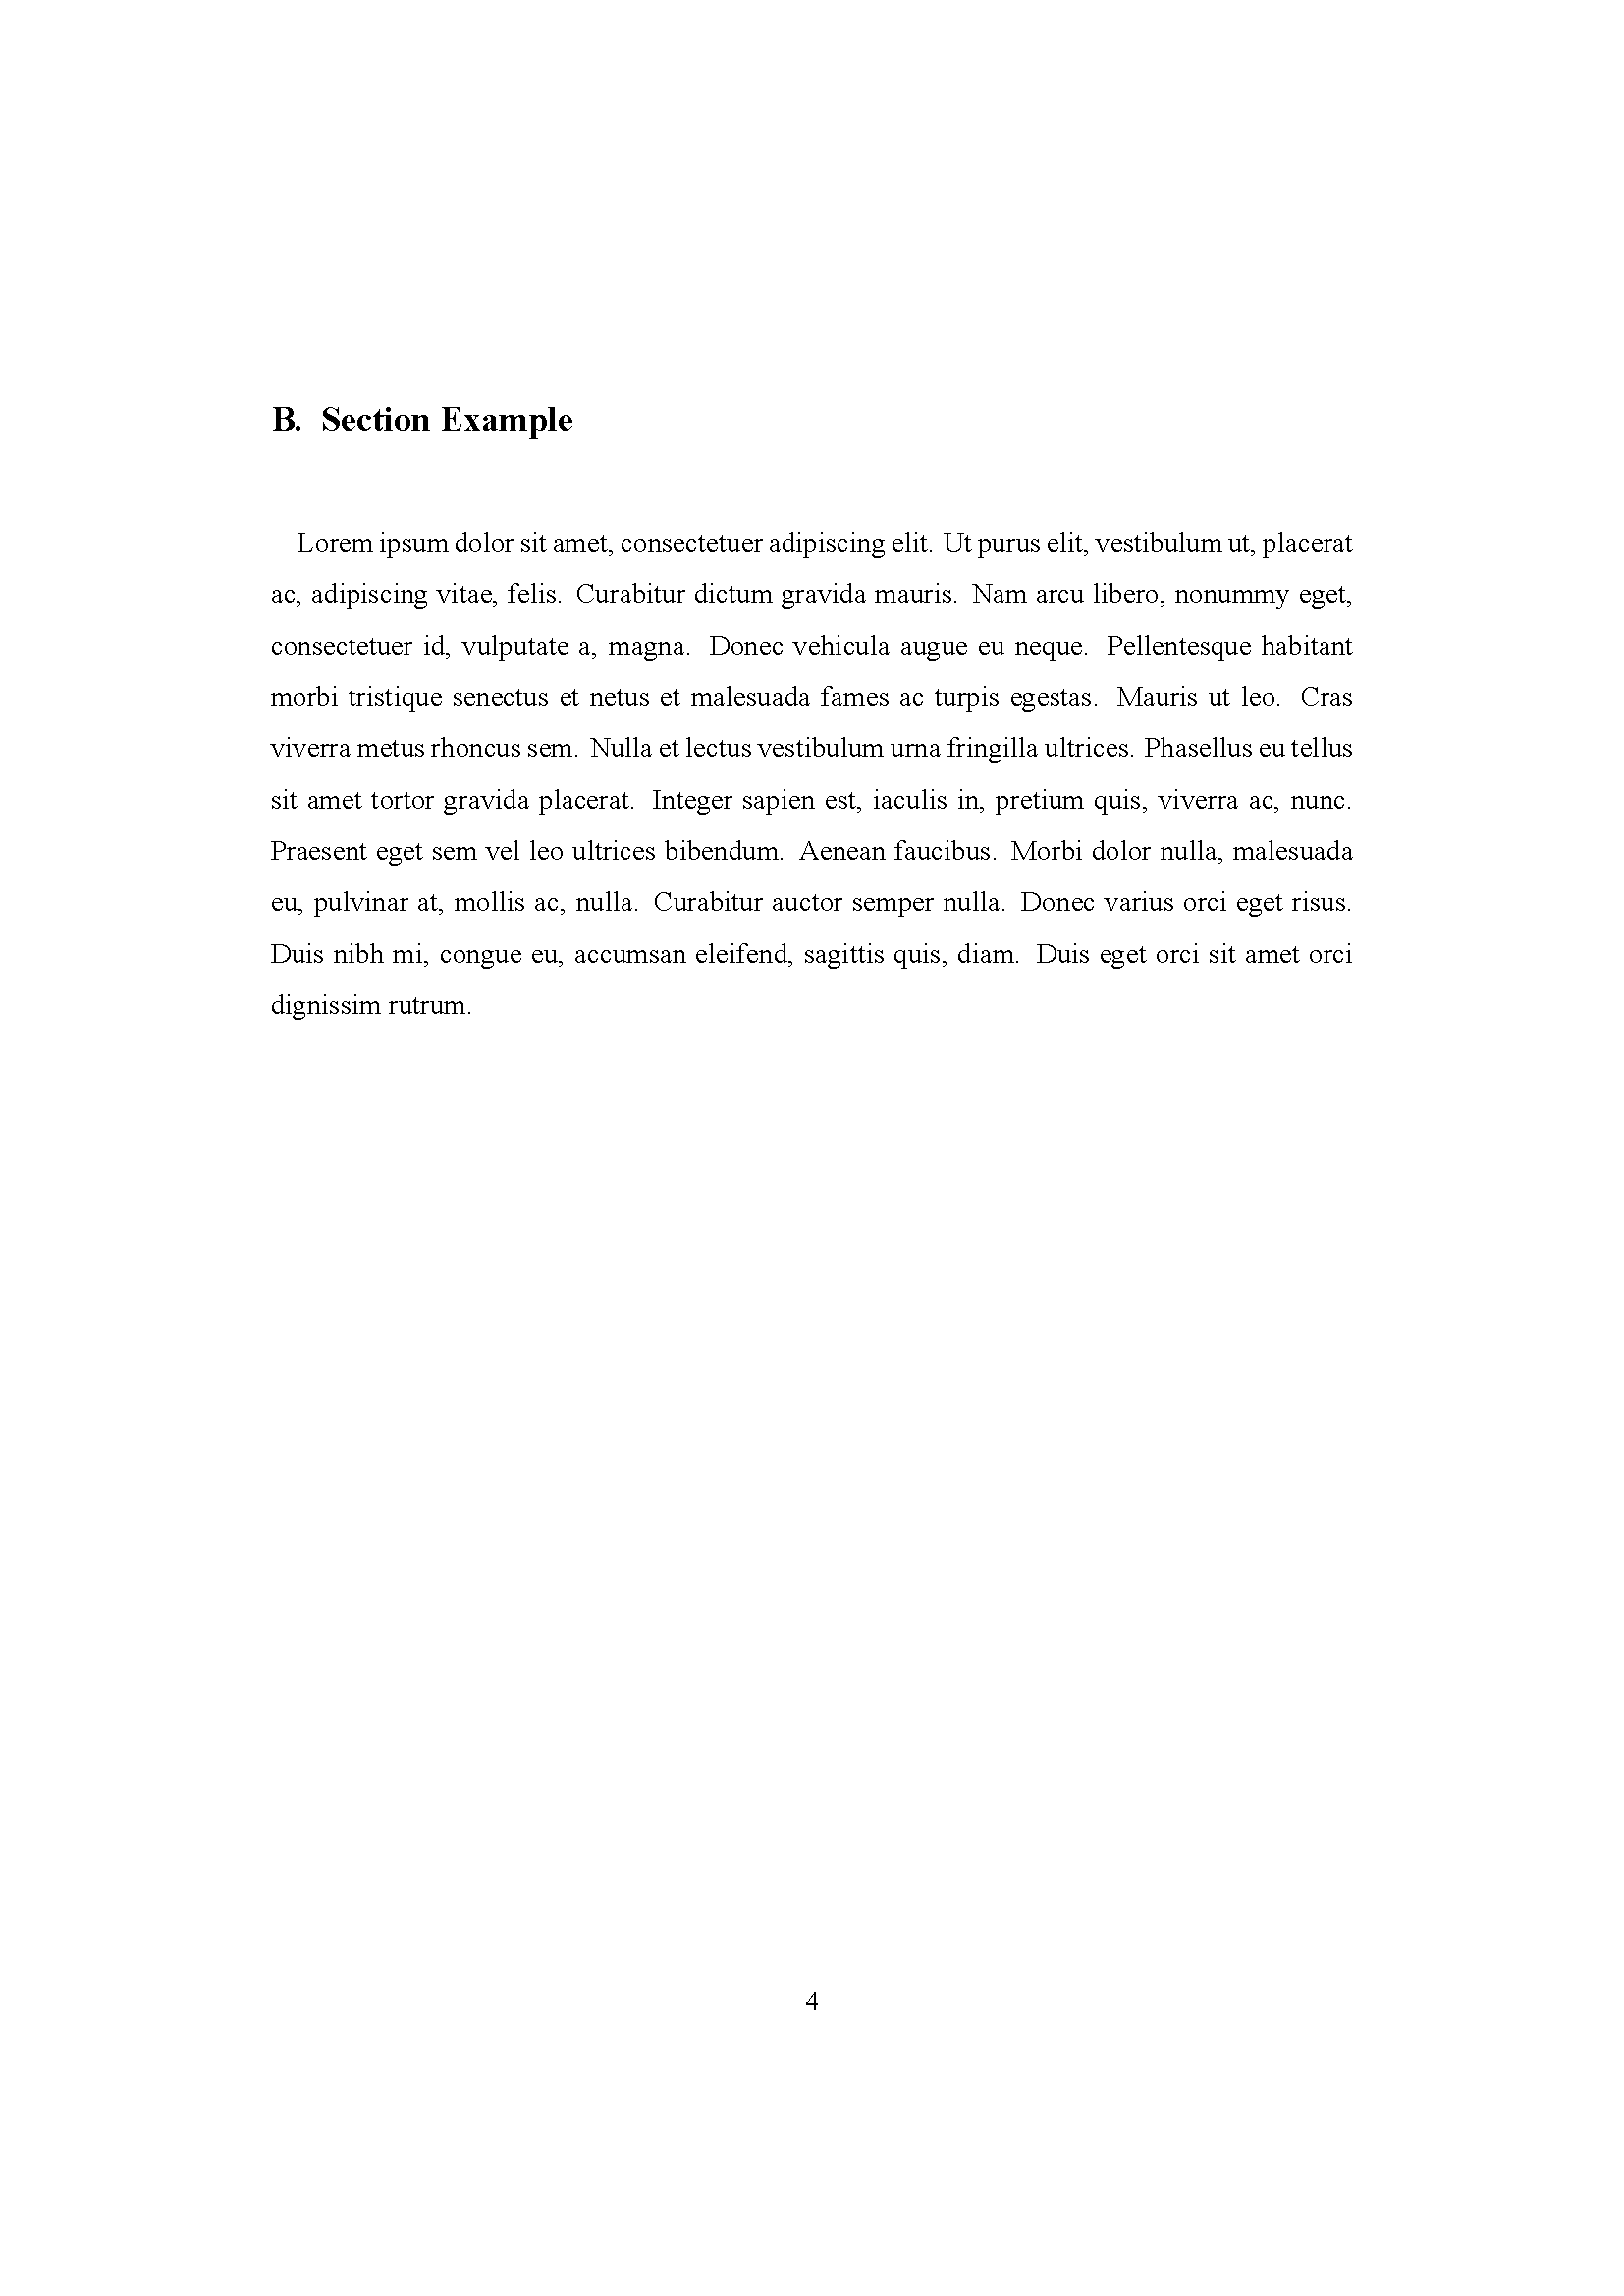 B. Section Example
Lorem ipsum dolor sit amet, consectetuer adipiscing elit. Ut purus elit, vestibulum ut, placerat
ac, adipiscing vitae, felis. Curabitur dictum gravida mauris. Nam arcu libero, nonummy eget,
consectetuer id, vulputate a, magna. Donec vehicula augue eu neque. Pellentesque habitant
morbi tristique senectus et netus et malesuada fames ac turpis egestas. Mauris ut leo. Cras
viverra metus rhoncus sem. Nulla et lectus vestibulum urna fringilla ultrices. Phasellus eu tellus
sit amet tortor gravida placerat. Integer sapien est, iaculis in, pretium quis, viverra ac, nunc.
Praesent eget sem vel leo ultrices bibendum. Aenean faucibus. Morbi dolor nulla, malesuada
eu, pulvinar at, mollis ac, nulla. Curabitur auctor semper nulla. Donec varius orci eget risus.
Duis nibh mi, congue eu, accumsan eleifend, sagittis quis, diam. Duis eget orci sit amet orci
dignissim rutrum.
4